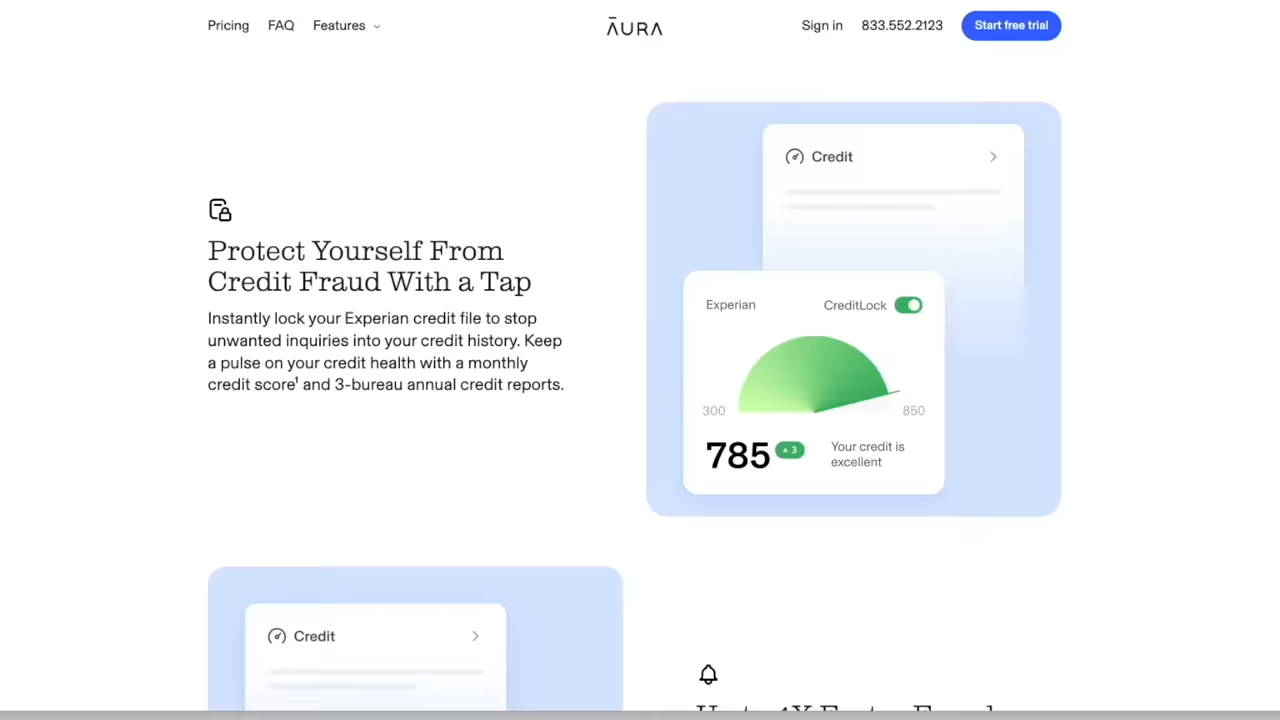 Pricing FAQ Features
ĀURA
Sign in 833.552.2123 Start free trial
Protect Yourself From
Credit Fraud With a Tap
Instantly lock your Experian credit file to stop
unwanted inquiries into your credit history. Keep
a pulse on your credit health with a monthly
credit score¹ and 3-bureau annual credit reports.
Credit
Experian CreditLock
300 850
785 3
Your credit is
excellent
Credit